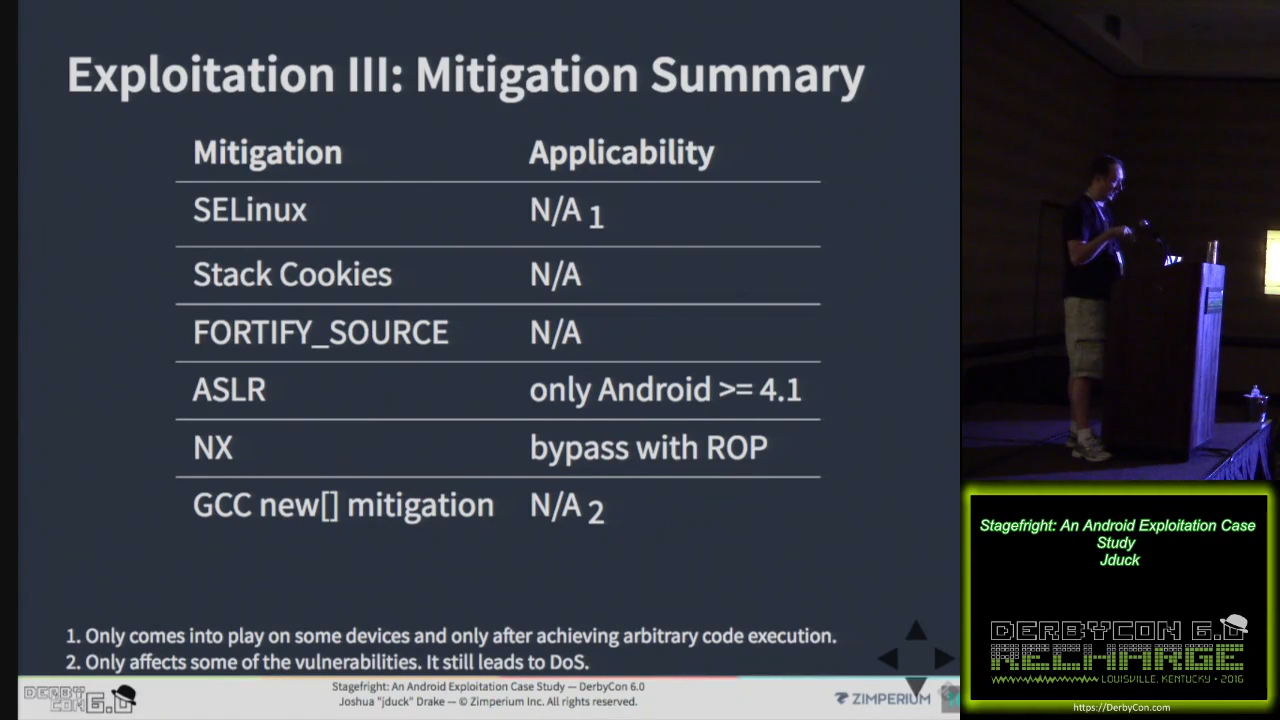 Exploitation III: Mitigation Summary
Mitigation Applicability
SELinux N/A 1
Stack Cookies N/A
FORTIFY_SOURCE N/A
ASLR only Android >= 4.1
NX bypass with ROP
GCC new[] mitigation N/A 2
1. Only comes into play on some devices and only after achieving arbitrary code execution.
2. Only affects some of the vulnerabilities. It still leads to DoS.
DERBY CON 6.0
Stagefright: An Android Exploitation Case Study — DerbyCon 6.0
Joshua "jduck" Drake — © Zimperium Inc. All rights reserved.
ZIMPERIUM
Stagefright: An Android Exploitation Case
Study
Jduck
DERBYCON 6.0
RECHARGE
LOUISVILLE, KENTUCKY • 2016
https://DerbyCon.com